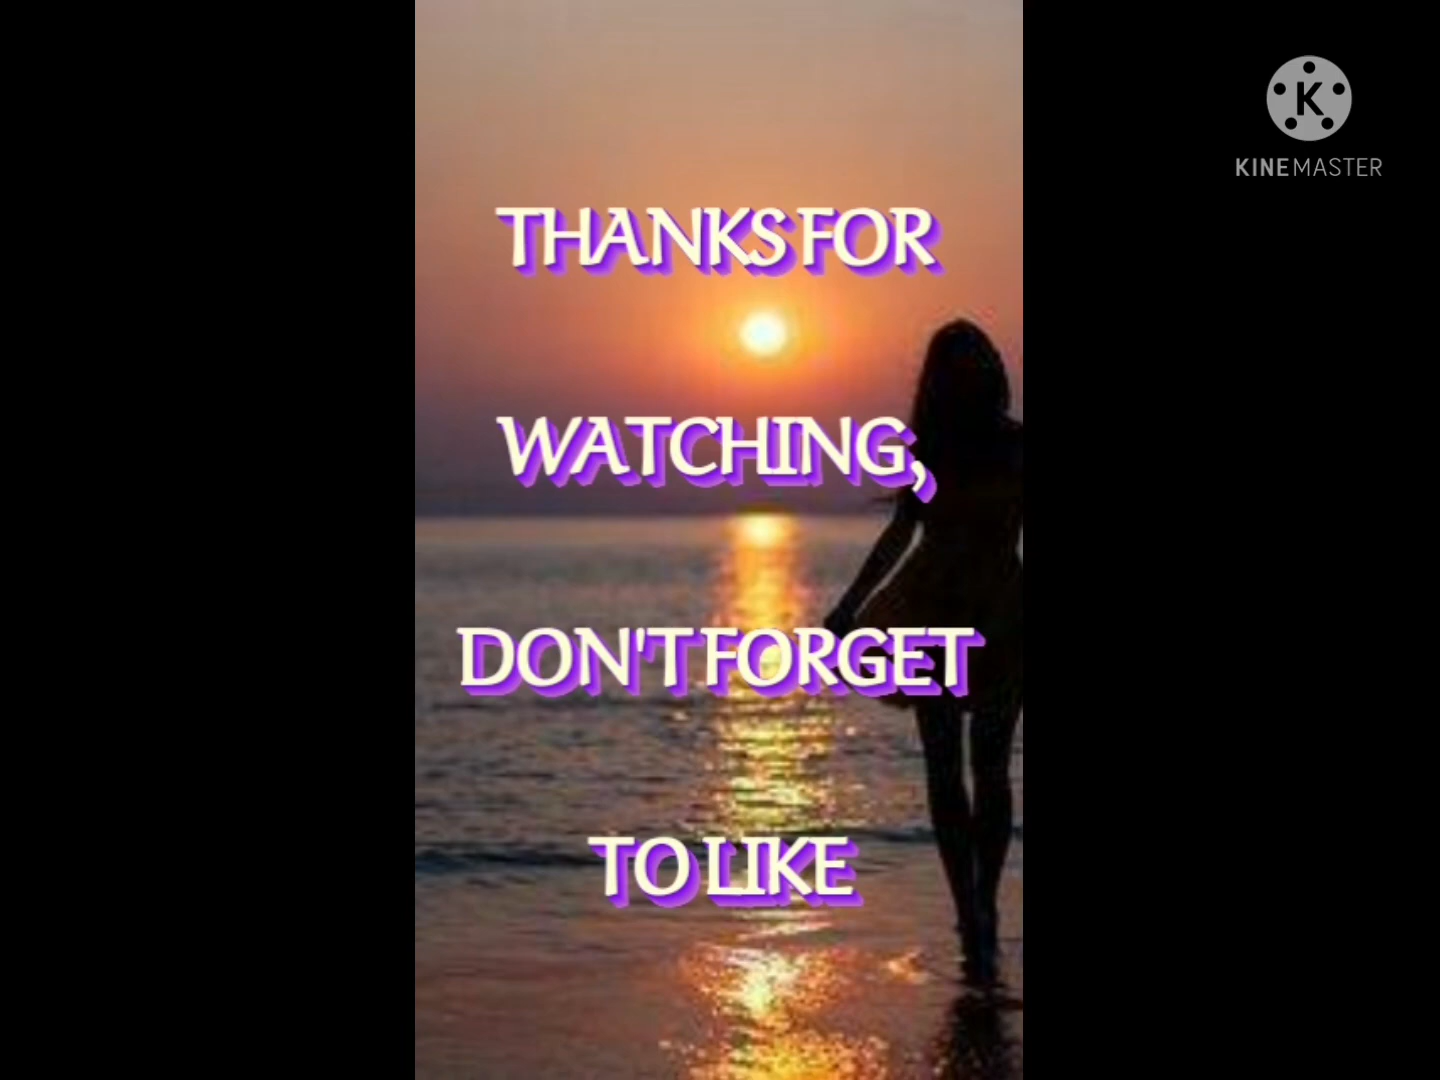 K
KINEMASTER
THANKS FOR
WATCHING,
DON'T FORGET
TO LIKE